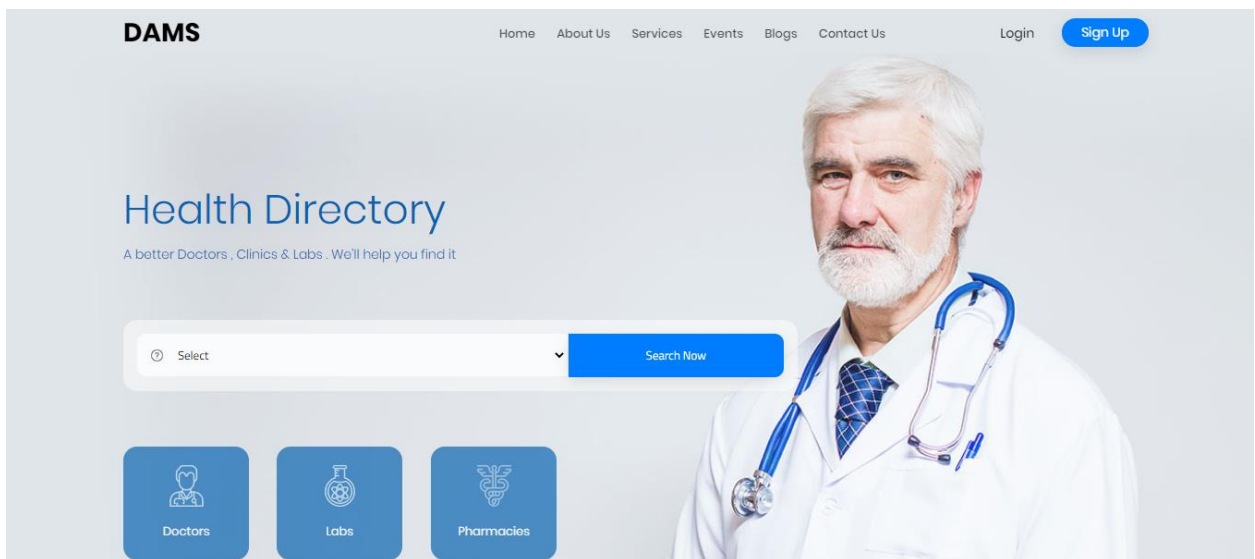 DAMS Home About Us Services Events Blogs Contact Us Login Sign Up
Health Directory
A better Doctors , Clinics & Labs . We'll help you find it
Select Search Now
Doctors Labs Pharmacies